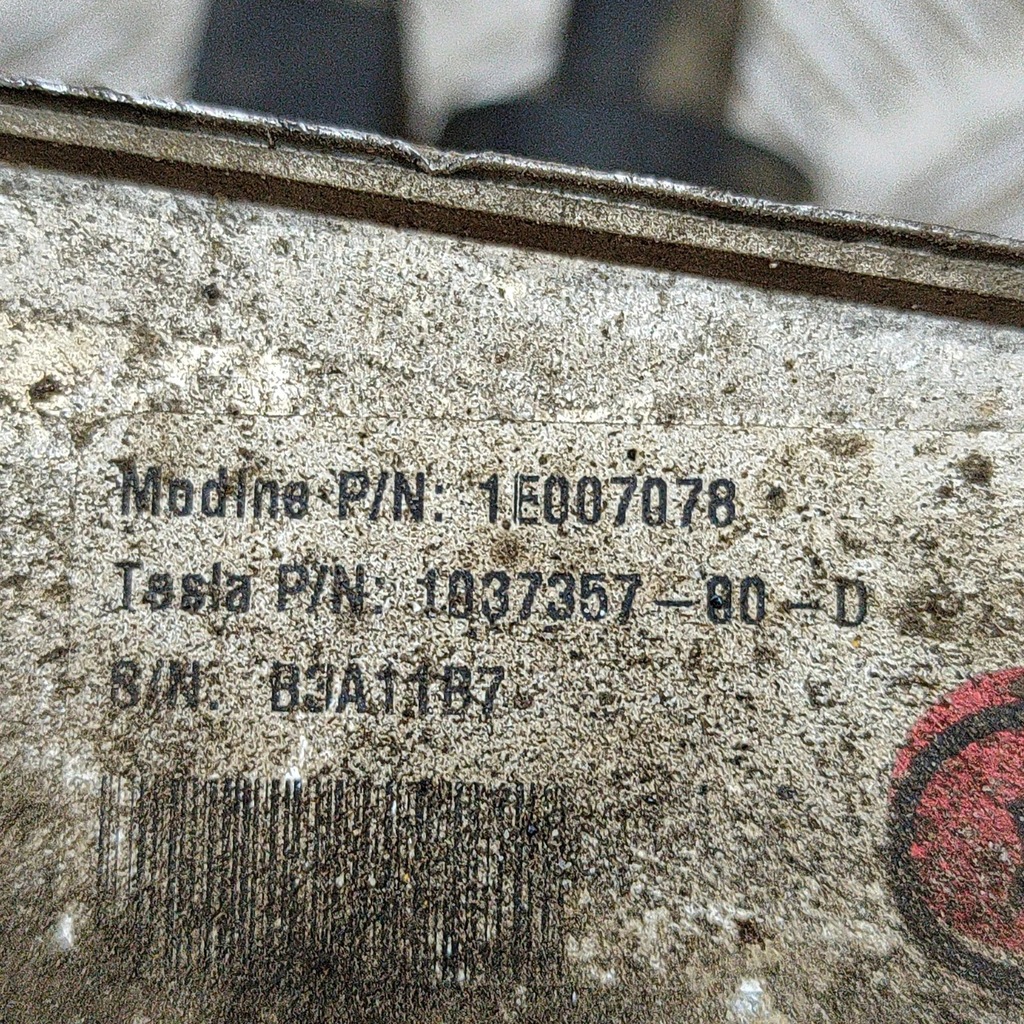 Modine P/N: 1E007078
Tesla P/N: 1037357-00-D
S/N: B3A11B7